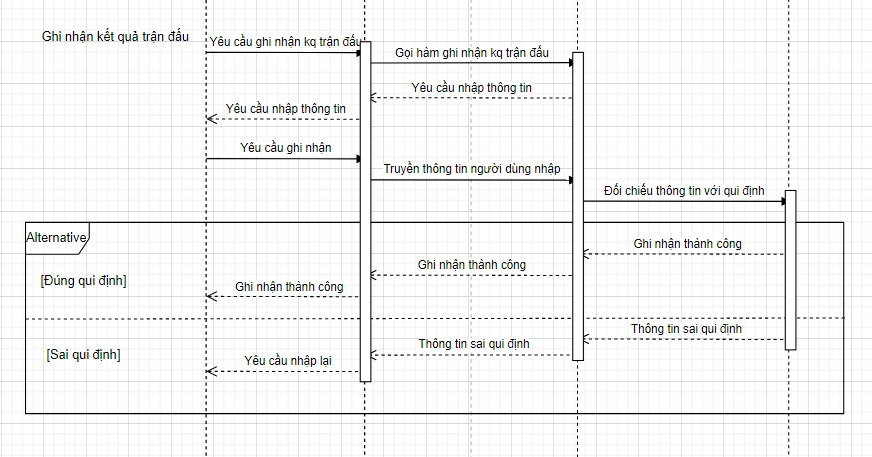 Ghi nhận kết quả trận đấu
Yêu cầu ghi nhận kq trận đấu
Gọi hàm ghi nhận kq trận đấu
Yêu cầu nhập thông tin
Yêu cầu nhập thông tin
Yêu cầu ghi nhận
Truyền thông tin người dùng nhập
Đối chiếu thông tin với qui định
Alternative
Ghi nhận thành công
Ghi nhận thành công
[Đúng qui định]
Ghi nhận thành công
Thông tin sai qui định
Thông tin sai qui định
[Sai qui định]
Yêu cầu nhập lại